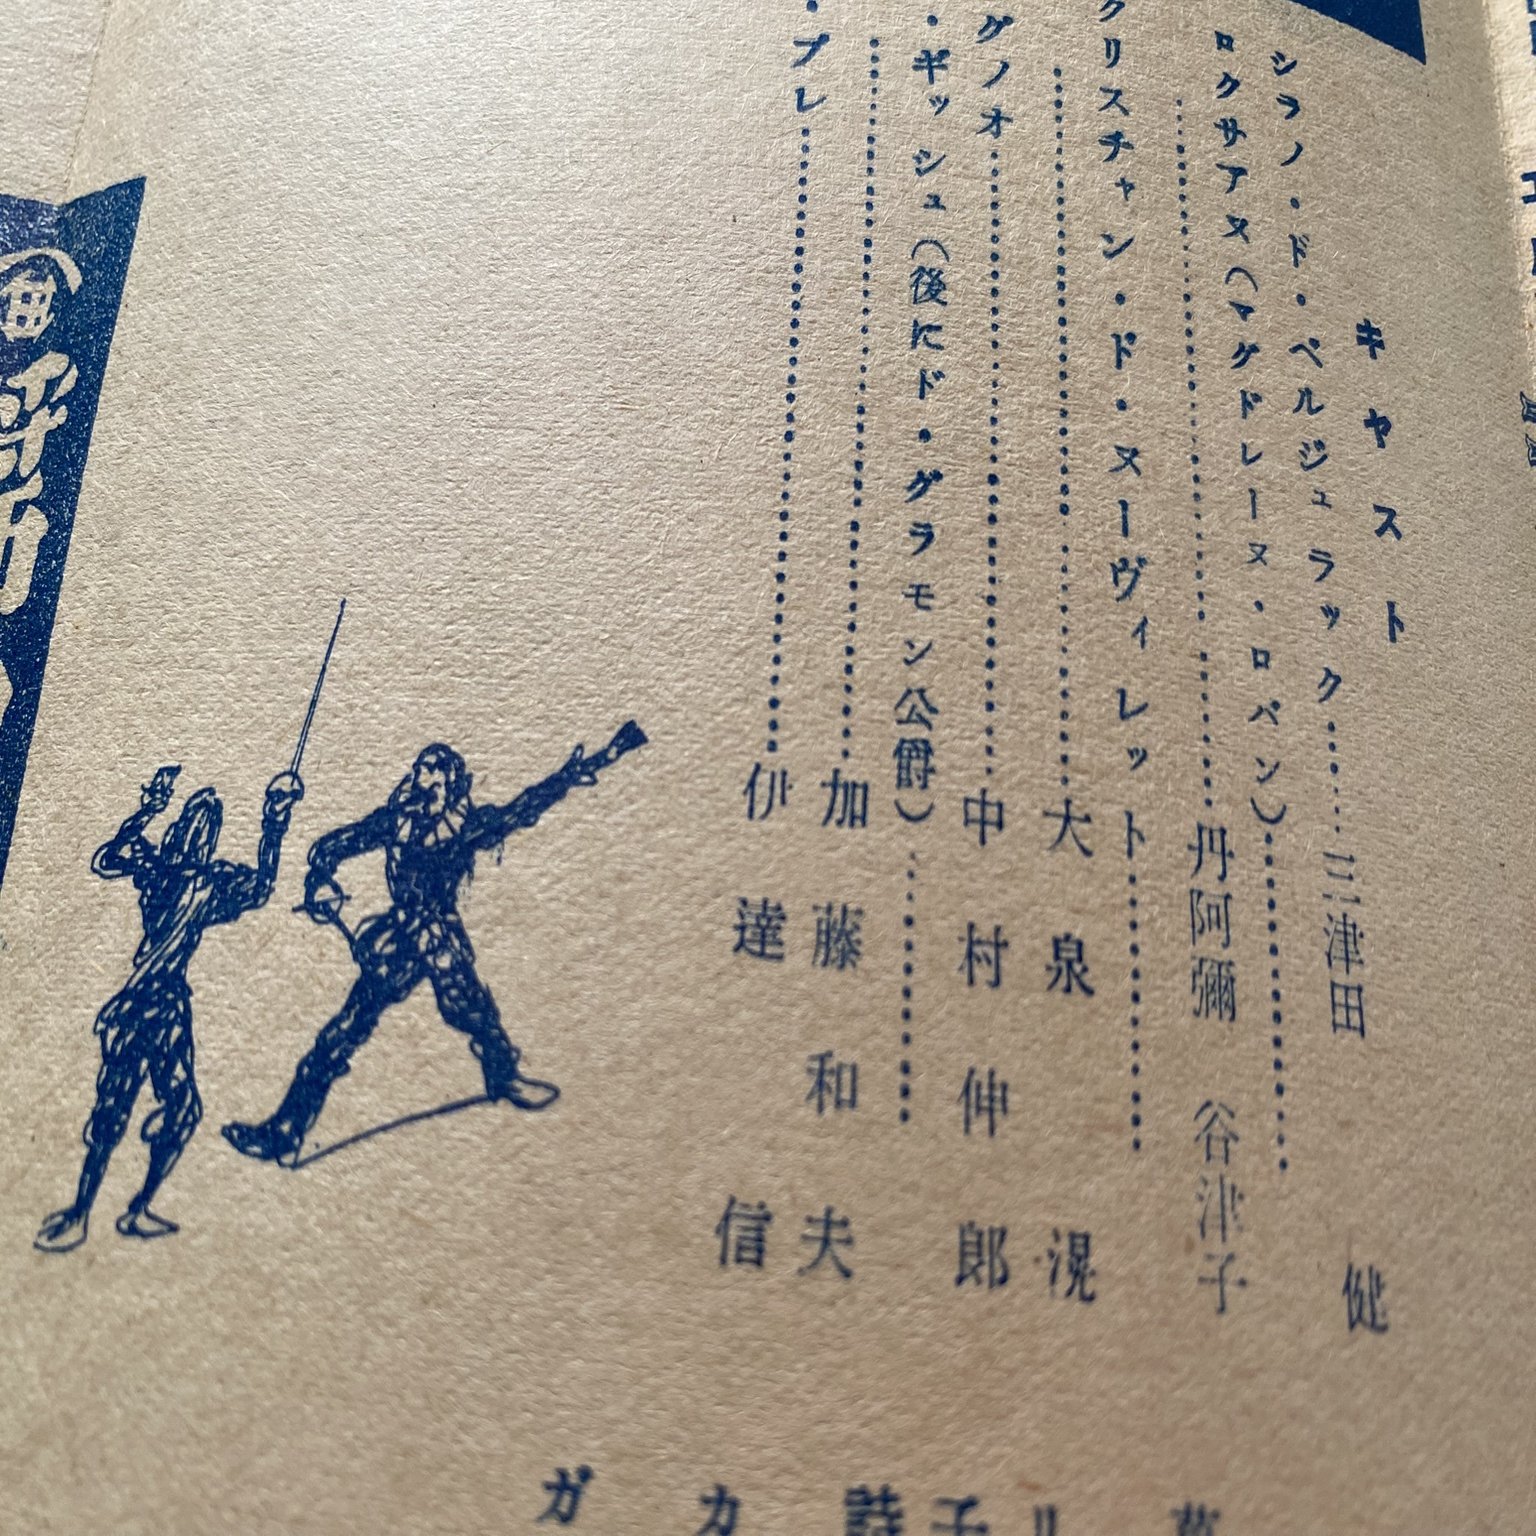 キャスト
シラノ・ド・ベルジュラック……三津田 健
ロクサアヌ(マグドレーヌ・ロバン)……
……丹阿彌 谷津子
クリスチャン・ド・ヌーヴィレット……
……大泉 滉
グノオ……中村伸郎
・ギッシュ(後にド・グラモン公爵)……
……加藤和夫
・ブレ……伊達 信